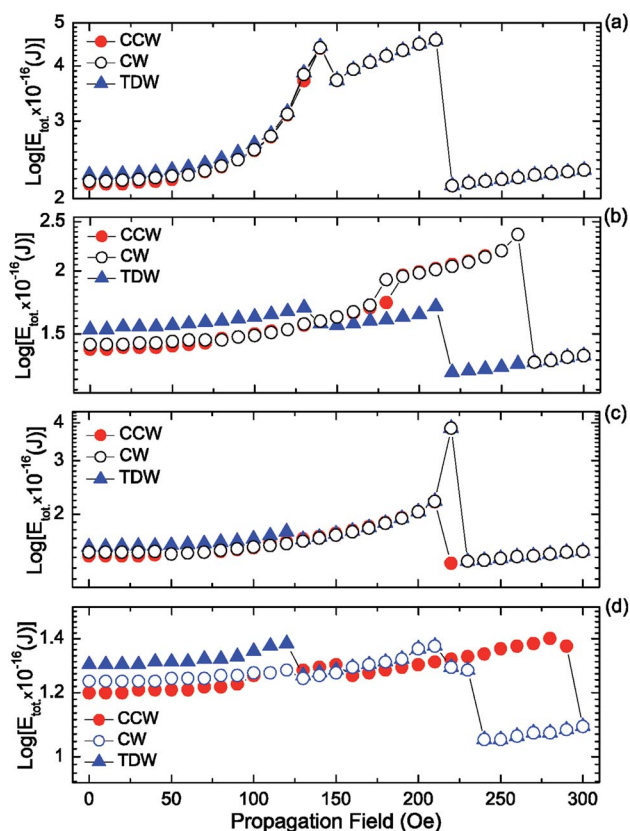 (a)
5
4
3
2
Log[E_tot. x10^-16(J)]
CCW
CW
TDW
(b)
2.5
2
1.5
Log[E_tot. x10^-16(J)]
CCW
CW
TDW
(c)
4
3
2
Log[E_tot. x10^-16(J)]
CCW
CW
TDW
(d)
1.4
1.2
1
Log[E_tot, x10^-16(J)]
CCW
CW
TDW
0 50 100 150 200 250 300
Propagation Field (Oe)